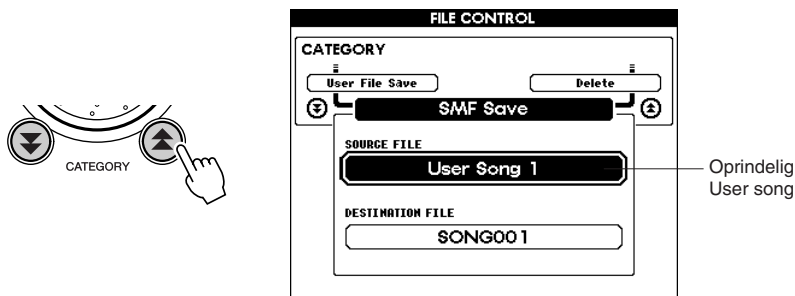 FILE CONTROL
CATEGORY
User File Save
Delete
SMF Save
CATEGORY
SOURCE FILE
User Song 1
Oprindelig
User song
DESTINATION FILE
SONG001